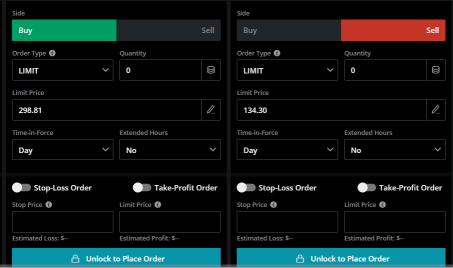 Side
Buy Sell
Order Type Quantity
LIMIT 0
Limit Price
298.81
Time-in-Force Extended Hours
Day No
Stop-Loss Order Take-Profit Order
Stop Price Limit Price
Estimated Loss: $-- Estimated Profit: $--
Unlock to Place Order
Side
Buy Sell
Order Type Quantity
LIMIT 0
Limit Price
134.30
Time-in-Force Extended Hours
Day No
Stop-Loss Order Take-Profit Order
Stop Price Limit Price
Estimated Loss: $-- Estimated Profit: $--
Unlock to Place Order